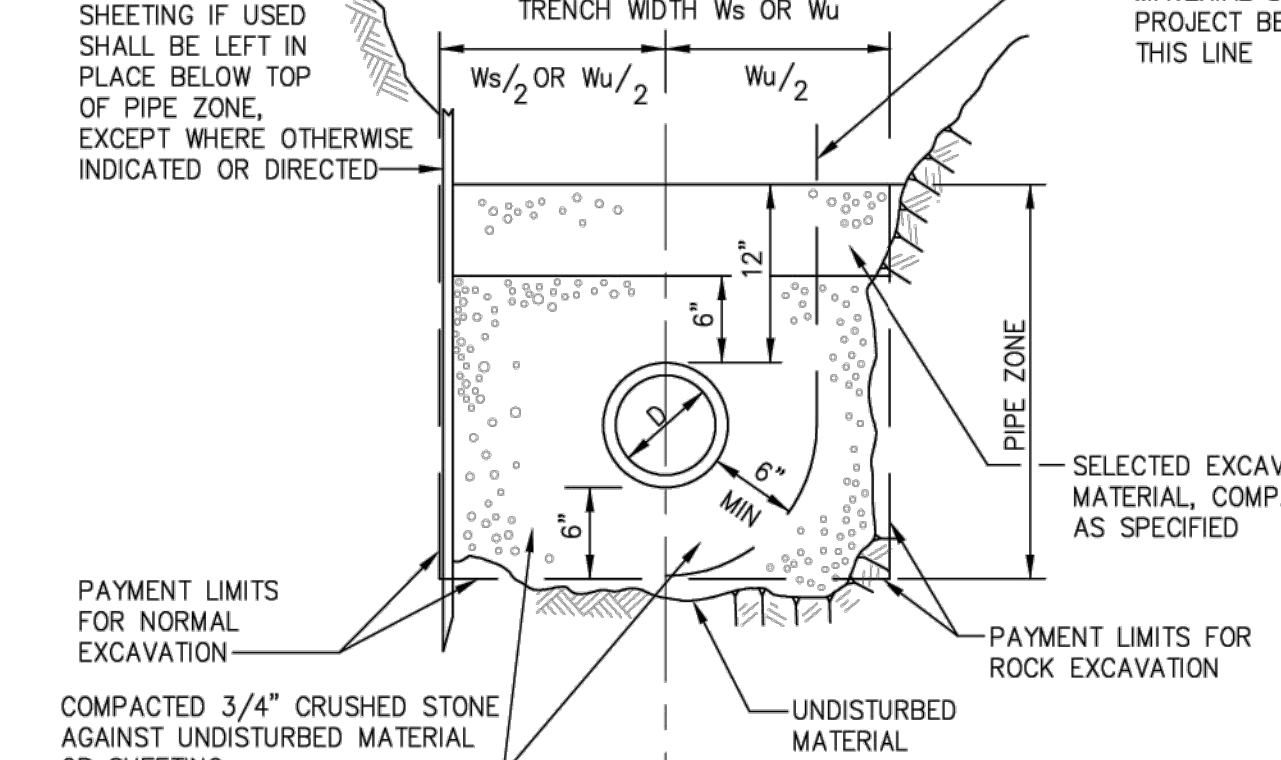 SHEETING IF USED
SHALL BE LEFT IN
PLACE BELOW TOP
OF PIPE ZONE,
EXCEPT WHERE OTHERWISE
INDICATED OR DIRECTED
TRENCH WIDTH Ws OR Wu
Ws/2 OR Wu/2
Wu/2
PROJECT BE
THIS LINE
12"
6"
D
6"
MIN
6"
PIPE ZONE
SELECTED EXCAV
MATERIAL, COMP
AS SPECIFIED
PAYMENT LIMITS
FOR NORMAL
EXCAVATION
PAYMENT LIMITS FOR
ROCK EXCAVATION
COMPACTED 3/4" CRUSHED STONE
AGAINST UNDISTURBED MATERIAL
UNDISTURBED
MATERIAL